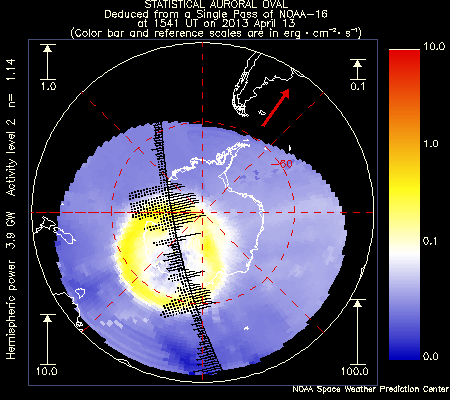 STATISTICAL AURORAL OVAL
Deduced from a Single Pass of NOAA-16
at 1541 UT on 2013 April 13
(Color bar and reference scales are in erg · cm⁻² · s⁻¹)
Hemispheric power 3.9 GW Activity level 2 n= 1.14
1.0
0.1
10.0
100.0
-60
10.0
1.0
0.1
0.0
NOAA Space Weather Prediction Center